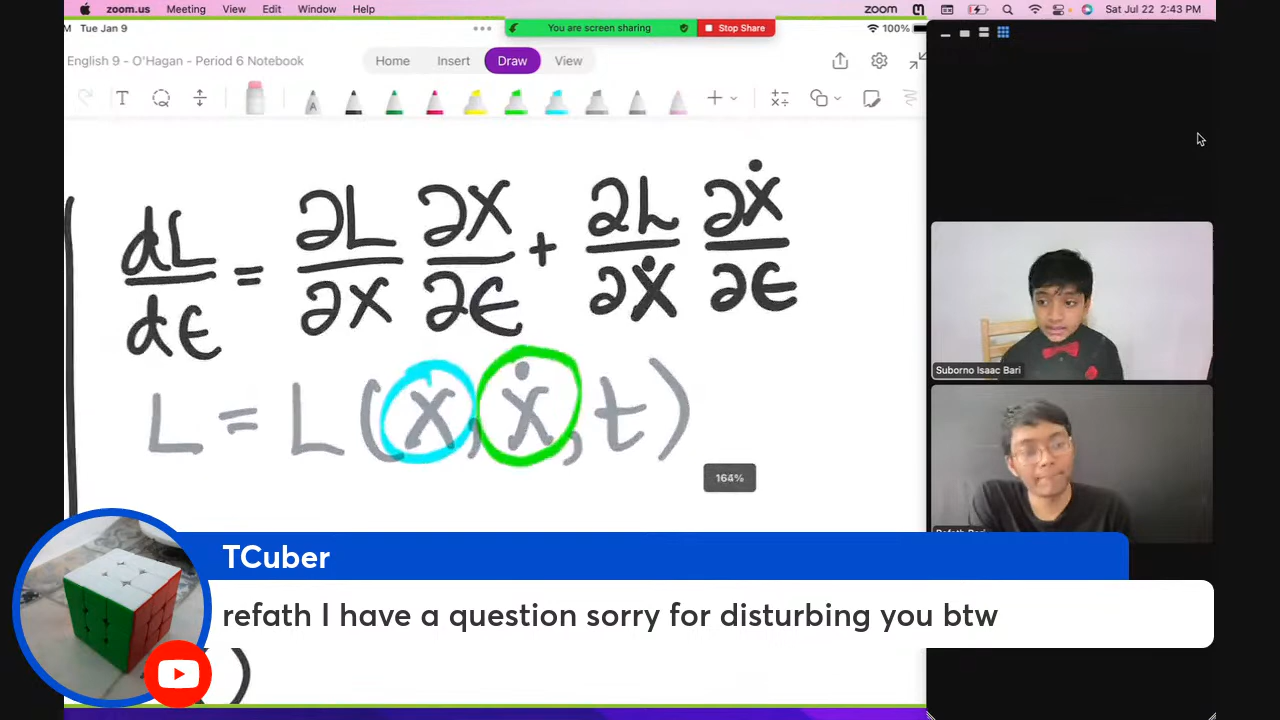 zoom.us Meeting View Edit Window Help zoom Sat Jul 22 2:43 PM
M Tue Jan 9 You are screen sharing Stop Share 100%
English 9 - O'Hagan - Period 6 Notebook Home Insert Draw View
T A
dL/dϵ = ∂L/∂x ∂x/∂ϵ + ∂L/∂ẋ ∂ẋ/∂ϵ
L = L(x, ẋ, t)
164%
Suborno Isaac Bari
TCuber
refath I have a question sorry for disturbing you btw
)